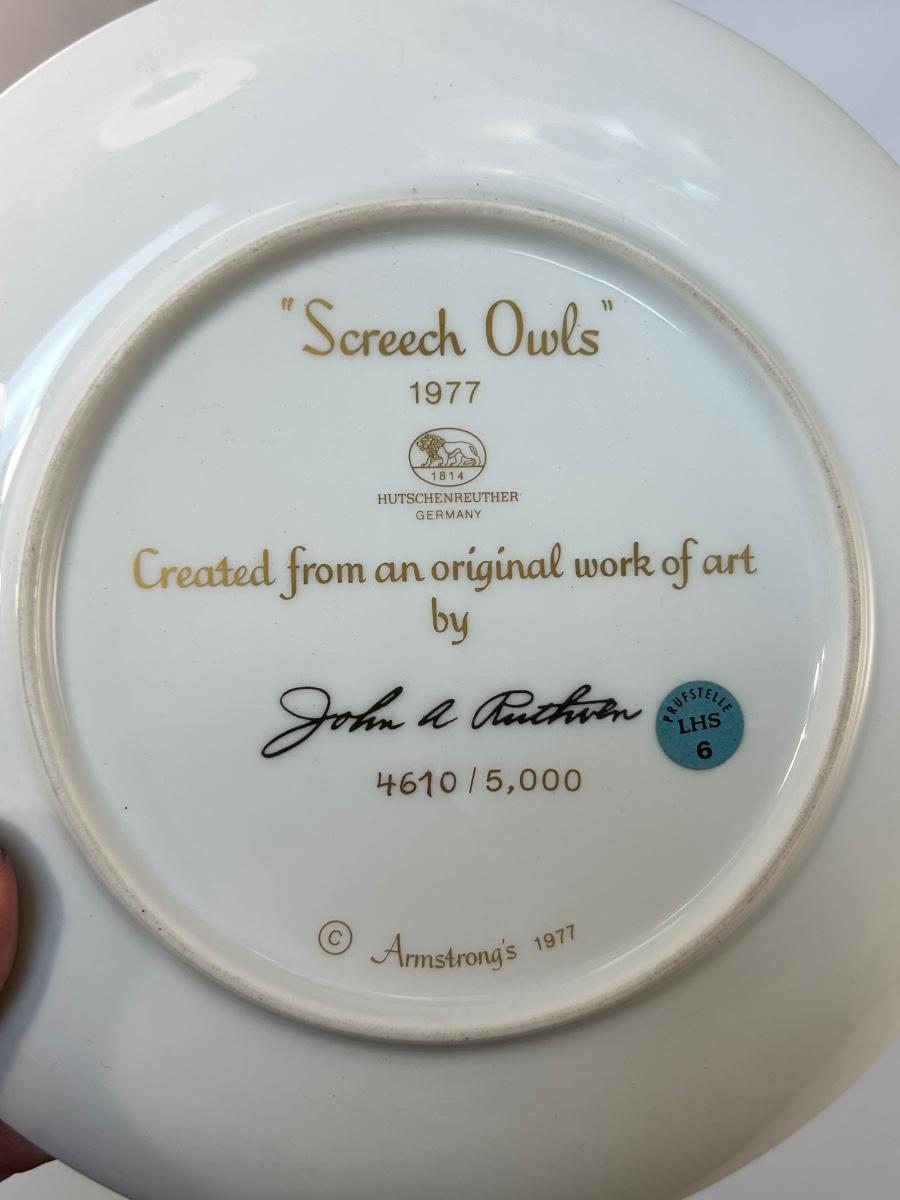 "Screech Owls"
1977
1814
HUTSCHENREUTHER
GERMANY
Created from an original work of art
by
John A Ruthven
PRUFSTELLE
LHS
6
4610 / 5,000
© Armstrong's 1977